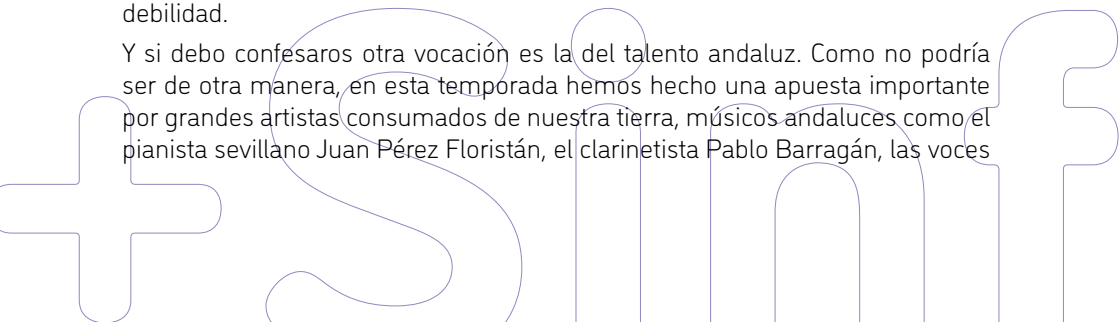 debilidad.
Y si debo confesaros otra vocación es la del talento andaluz. Como no podría
ser de otra manera, en esta temporada hemos hecho una apuesta importante
por grandes artistas consumados de nuestra tierra, músicos andaluces como el
pianista sevillano Juan Pérez Floristán, el clarinetista Pablo Barragán, las voces
+Sinf